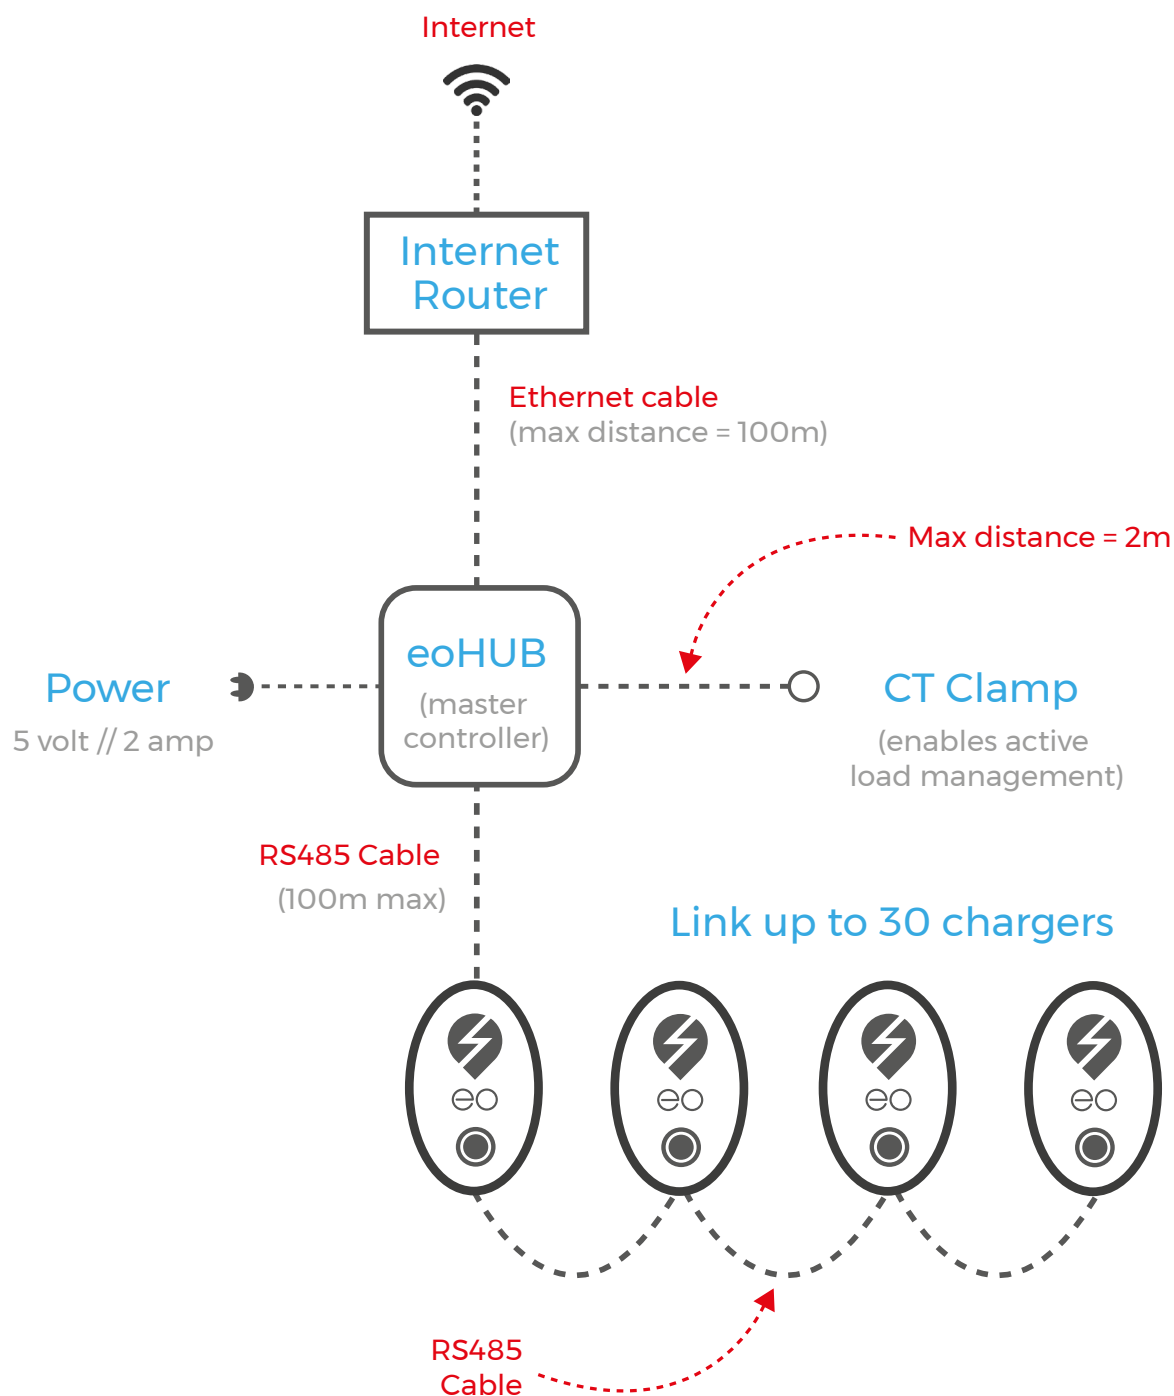 Internet
Internet
Router
Ethernet cable
(max distance = 100m)
Max distance = 2m
eoHUB
(master
controller)
Power
5 volt // 2 amp
CT Clamp
(enables active
load management)
RS485 Cable
(100m max)
Link up to 30 chargers
eo
eo
eo
eo
RS485
Cable